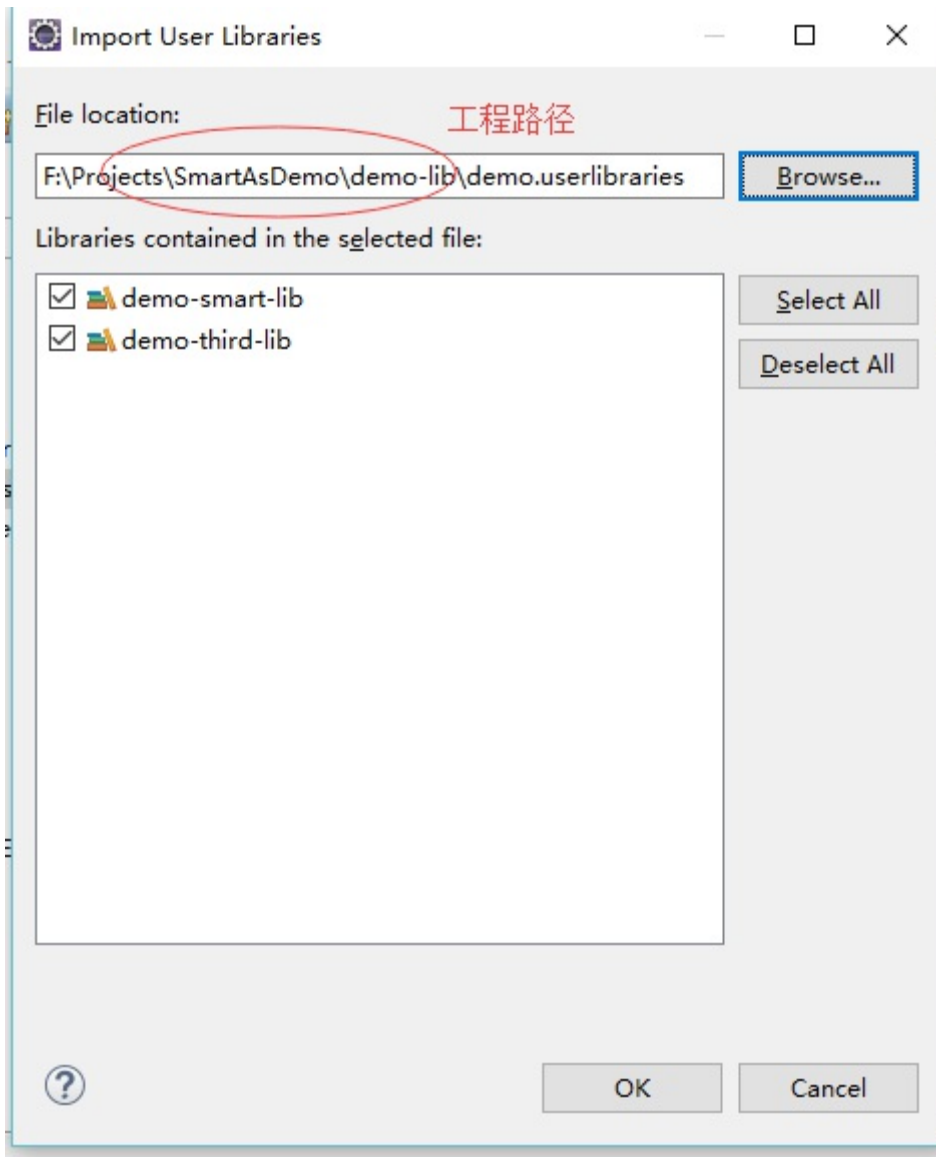 Import User Libraries
File location:
工程路径
F:\Projects\SmartAsDemo\demo-lib\demo.userlibraries
Browse...
Libraries contained in the selected file:
demo-smart-lib
Select All
demo-third-lib
Deselect All
?
OK
Cancel